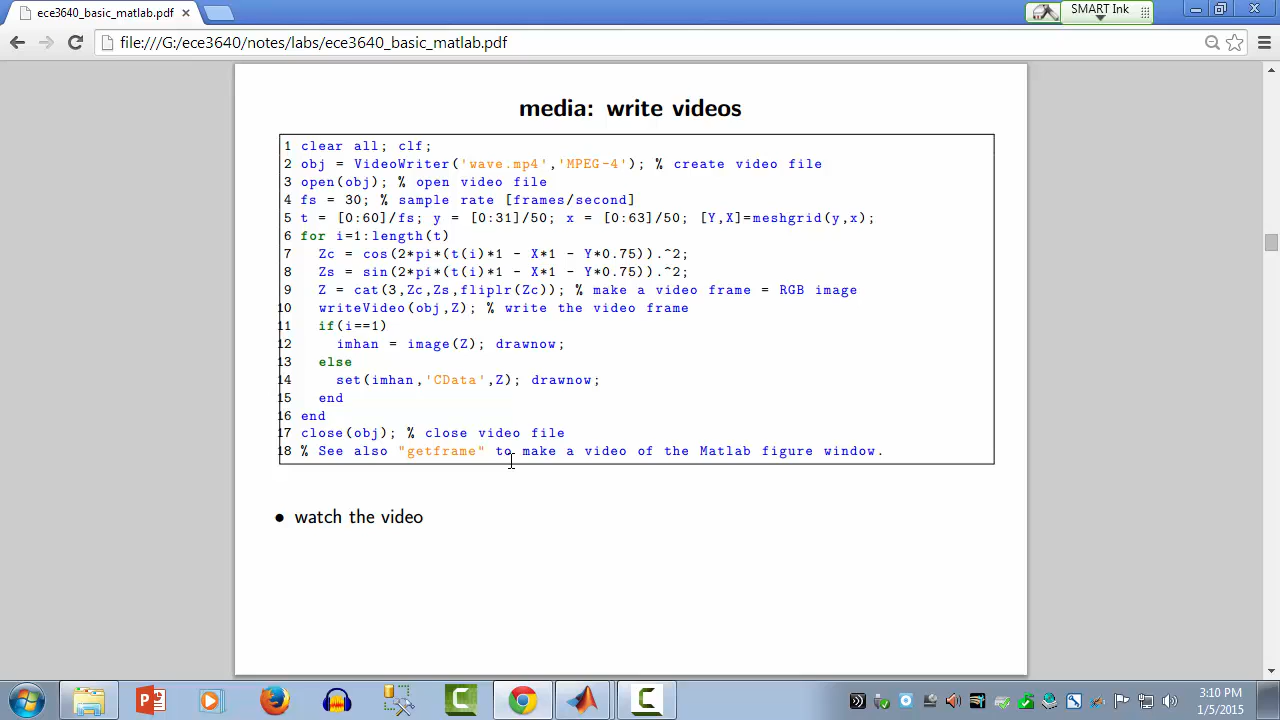 ece3640_basic_matlab.pdf
SMART Ink
file:///G:/ece3640/notes/labs/ece3640_basic_matlab.pdf
media: write videos
1 clear all; clf;
2 obj = VideoWriter('wave.mp4','MPEG-4'); % create video file
3 open(obj); % open video file
4 fs = 30; % sample rate [frames/second]
5 t = [0:60]/fs; y = [0:31]/50; x = [0:63]/50; [Y,X]=meshgrid(y,x);
6 for i=1:length(t)
7 Zc = cos(2*pi*(t(i)*1 - X*1 - Y*0.75)).^2;
8 Zs = sin(2*pi*(t(i)*1 - X*1 - Y*0.75)).^2;
9 Z = cat(3,Zc,Zs,fliplr(Zc)); % make a video frame = RGB image
10 writeVideo(obj,Z); % write the video frame
11 if(i==1)
12 imhan = image(Z); drawnow;
13 else
14 set(imhan,'CData',Z); drawnow;
15 end
16 end
17 close(obj); % close video file
18 % See also "getframe" to make a video of the Matlab figure window.
• watch the video
3:10 PM
1/5/2015